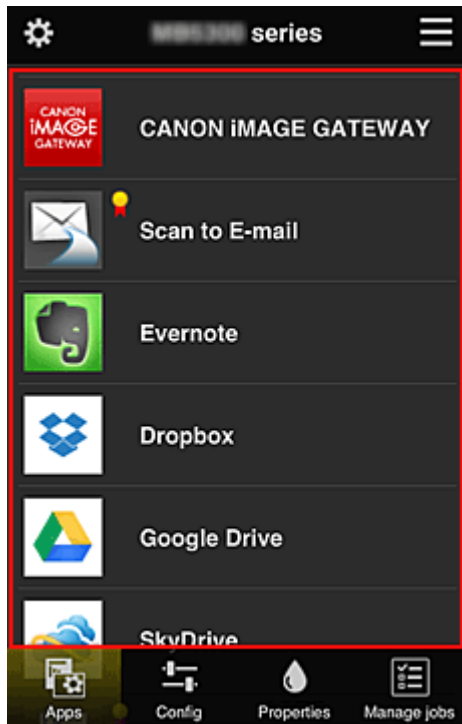 series
CANON
iMAGE
GATEWAY
CANON iMAGE GATEWAY
Scan to E-mail
Evernote
Dropbox
Google Drive
SkyDrive
Apps
Config
Properties
Manage jobs